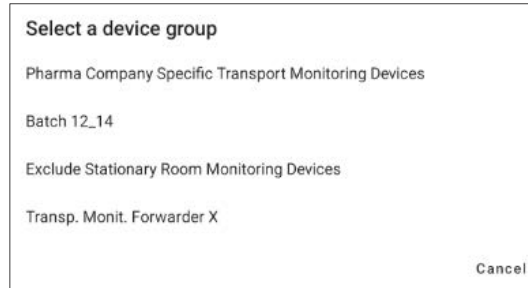 Select a device group
Pharma Company Specific Transport Monitoring Devices
Batch 12_14
Exclude Stationary Room Monitoring Devices
Transp. Monit. Forwarder X
Cancel